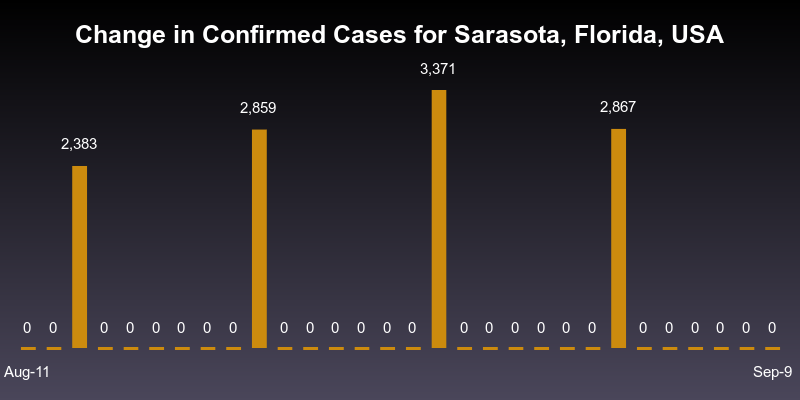 Change in Confirmed Cases for Sarasota, Florida, USA
3,371
2,859
2,867
2,383
0 0 0 0 0 0 0 0 0 0 0 0 0 0 0 0 0 0 0 0 0 0 0 0 0 0
Aug-11 Sep-9